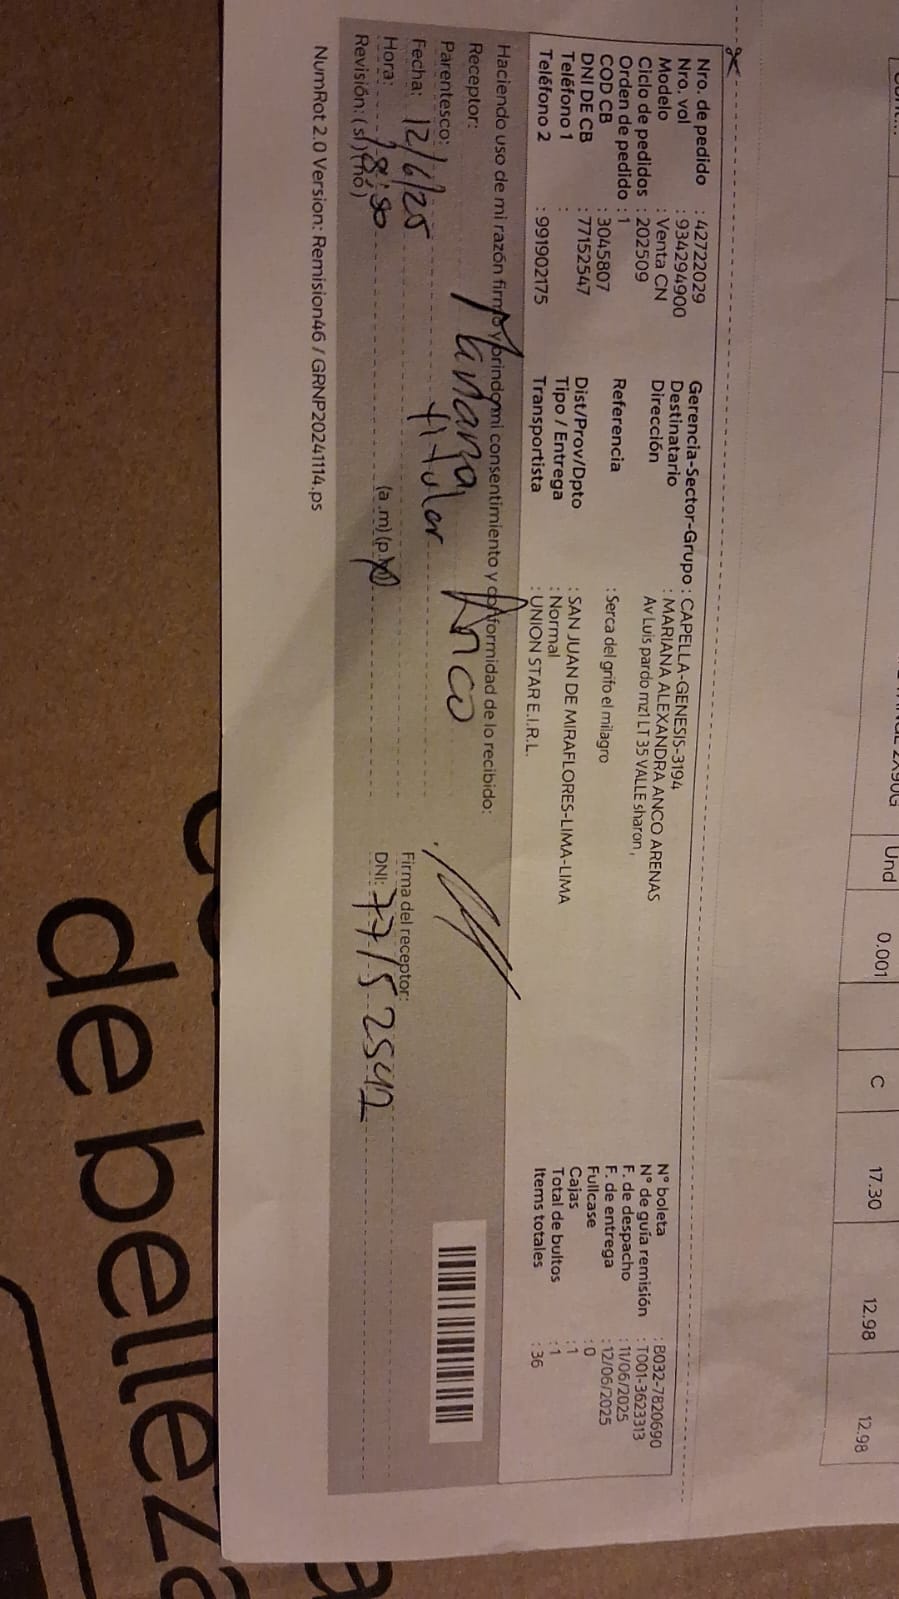 Und 0.001 C 17.30 12.98 12.98
Nro. de pedido : 42722029
Nro. vol : 934294900
Modelo : Venta CN
Ciclo de pedidos : 202509
Orden de pedido : 1
COD CB : 3045807
DNI DE CB : 77152547
Teléfono 1 :
Teléfono 2 : 991902175
Gerencia-Sector-Grupo : CAPELLA-GENESIS-3194
Destinatario : MARIANA ALEXANDRA ANCO ARENAS
Dirección Av Luis pardo mz1 LT 35 VALLE sharon ,
Referencia : Serca del grifo el milagro
Dist/Prov/Dpto : SAN JUAN DE MIRAFLORES-LIMA-LIMA
Tipo / Entrega : Normal
Transportista : UNION STAR E.I.R.L.
N° boleta : B032-7820690
N° de guía remisión : T001-3623313
F. de despacho : 11/06/2025
F. de entrega : 12/06/2025
Fullcase : 0
Cajas : 1
Total de bultos : 1
Items totales : 36
Haciendo uso de mi razón firmo y brindo mi consentimiento y conformidad de lo recibido:
Receptor: Mariana Anco
Parentesco: titular
Fecha: 12/6/25
Hora: (a .m) (p.m)
Revisión: ( si ) ( no )
Firma del receptor:
DNI: 77152542
NumRot 2.0 Version: Remision46 / GRNP20241114.ps
de belleza